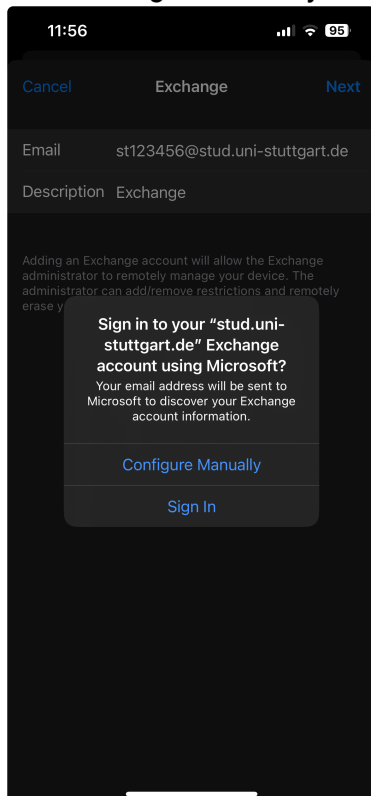 11:56
95
Cancel Exchange Next
Email st123456@stud.uni-stuttgart.de
Description Exchange
Adding an Exchange account will allow the Exchange
administrator to remotely manage your device. The
administrator can add/remove restrictions and remotely
erase y
Sign in to your “stud.uni-
stuttgart.de” Exchange
account using Microsoft?
Your email address will be sent to
Microsoft to discover your Exchange
account information.
Configure Manually
Sign In